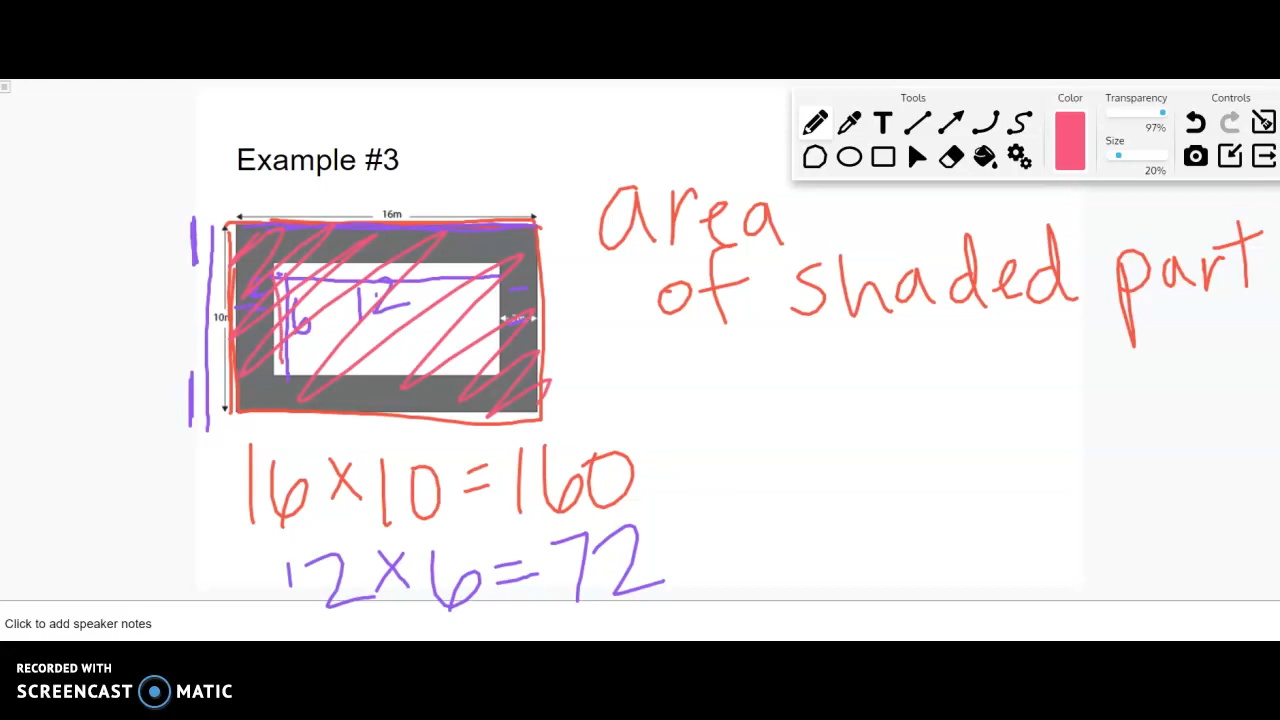 Tools
Color
Transparency
Controls
97%
Size
20%
T
Example #3
16m
area
of shaded part
12
6
16 x 10 = 160
12 x 6 = 72
Click to add speaker notes
RECORDED WITH
SCREENCAST MATIC